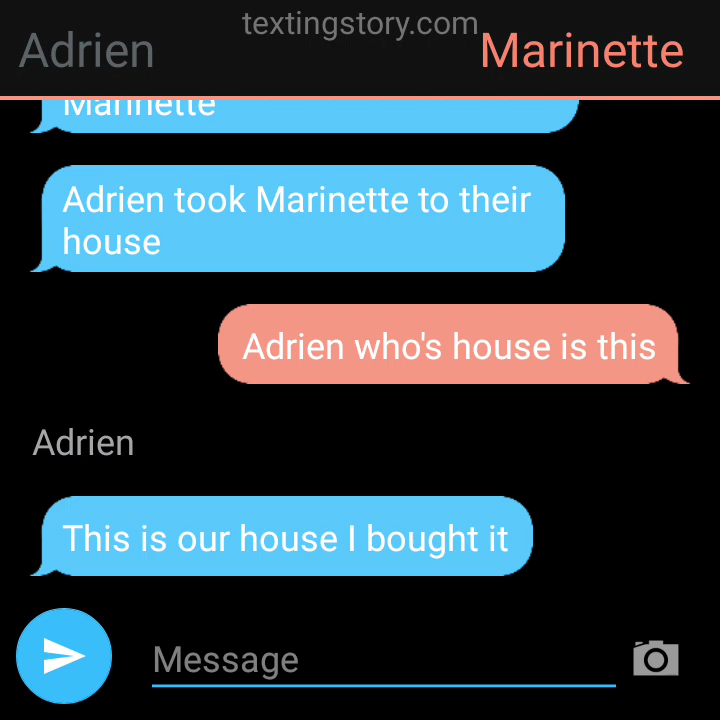 textingstory.com
Adrien
Marinette
Marinette
Adrien took Marinette to their
house
Adrien who's house is this
Adrien
This is our house I bought it
Message